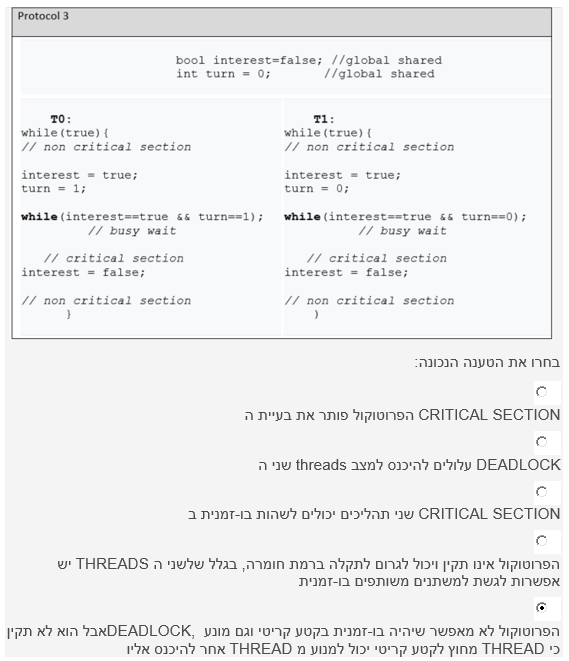 Protocol 3
bool interest=false; //global shared
int turn = 0; //global shared
T0:
while(true){
// non critical section
interest = true;
turn = 1;
while(interest==true && turn==1);
// busy wait
// critical section
interest = false;
// non critical section
}
T1:
while(true){
// non critical section
interest = true;
turn = 0;
while(interest==true && turn==0);
// busy wait
// critical section
interest = false;
// non critical section
)
בחרו את הטענה הנכונה:
CRITICAL SECTION הפרוטוקול פותר את בעיית ה
DEADLOCK עלולים להיכנס למצב threads שני ה
CRITICAL SECTION שני תהליכים יכולים לשהות בו-זמנית ב
הפרוטוקול אינו תקין ויכול לגרום לתקלה ברמת חומרה, בגלל שלשני ה THREADS יש
אפשרות לגשת למשתנים משותפים בו-זמנית
הפרוטוקול לא מאפשר שיהיה בו-זמנית בקטע קריטי וגם מונע ,DEADLOCKאבל הוא לא תקין
כי THREAD מחוץ לקטע קריטי יכול למנוע מ THREAD אחר להיכנס אליו